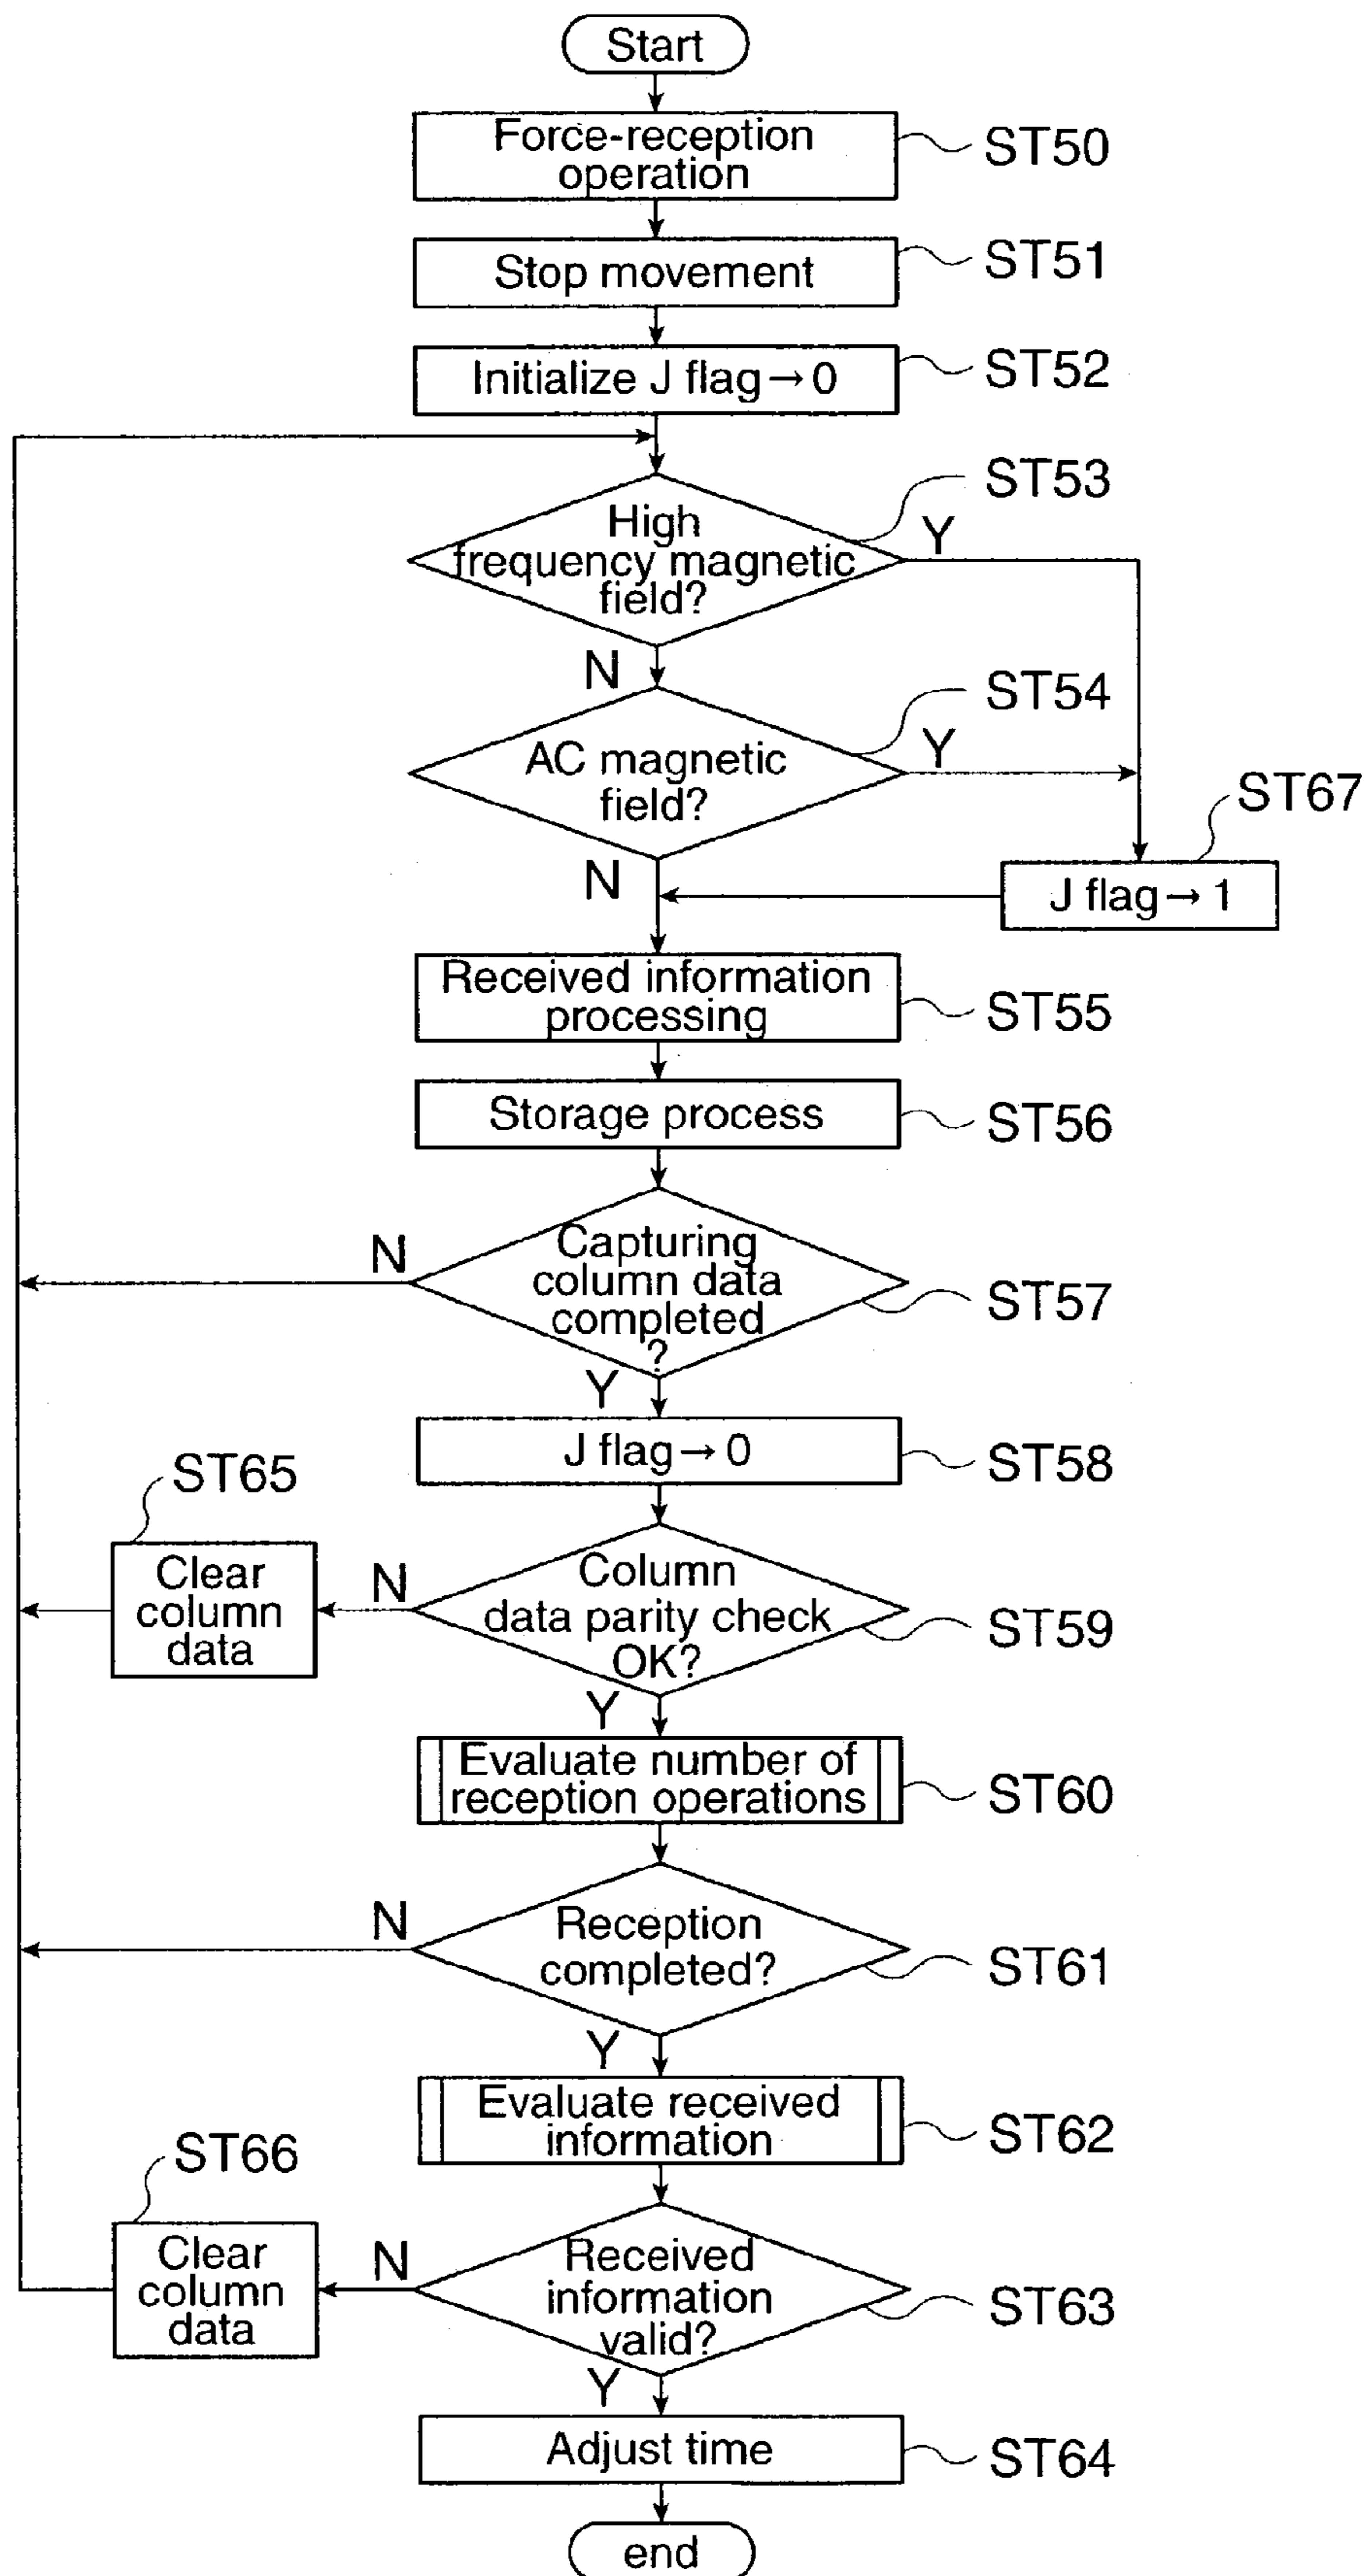 Start
Force-reception
operation
ST50
Stop movement
ST51
Initialize J flag→0
ST52
ST53
High
frequency magnetic
field?
Y
N
ST54
AC magnetic
field?
Y
ST67
N
J flag→1
Received information
processing
ST55
Storage process
ST56
N
Capturing
column data
completed
?
ST57
Y
J flag→0
ST58
ST65
Clear
column
data
N
Column
data parity check
OK?
ST59
Y
Evaluate number of
reception operations
ST60
N
Reception
completed?
ST61
Y
Evaluate received
information
ST62
ST66
Clear
column
data
N
Received
information
valid?
ST63
Y
Adjust time
ST64
end